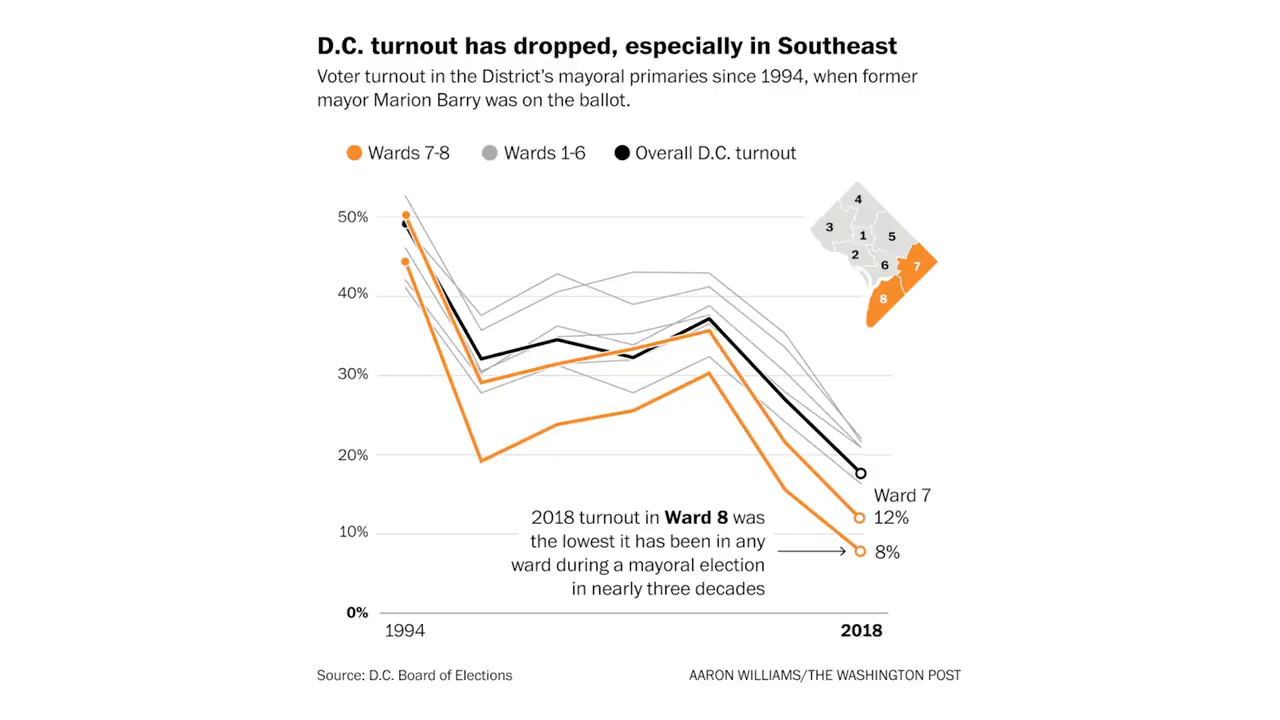 D.C. turnout has dropped, especially in Southeast
Voter turnout in the District's mayoral primaries since 1994, when former
mayor Marion Barry was on the ballot.
Wards 7-8 Wards 1-6 Overall D.C. turnout
50%
40%
30%
20%
10%
0%
4
3
1
5
2
6
7
8
Ward 7
12%
8%
2018 turnout in Ward 8 was
the lowest it has been in any
ward during a mayoral election
in nearly three decades
1994 2018
Source: D.C. Board of Elections AARON WILLIAMS/THE WASHINGTON POST